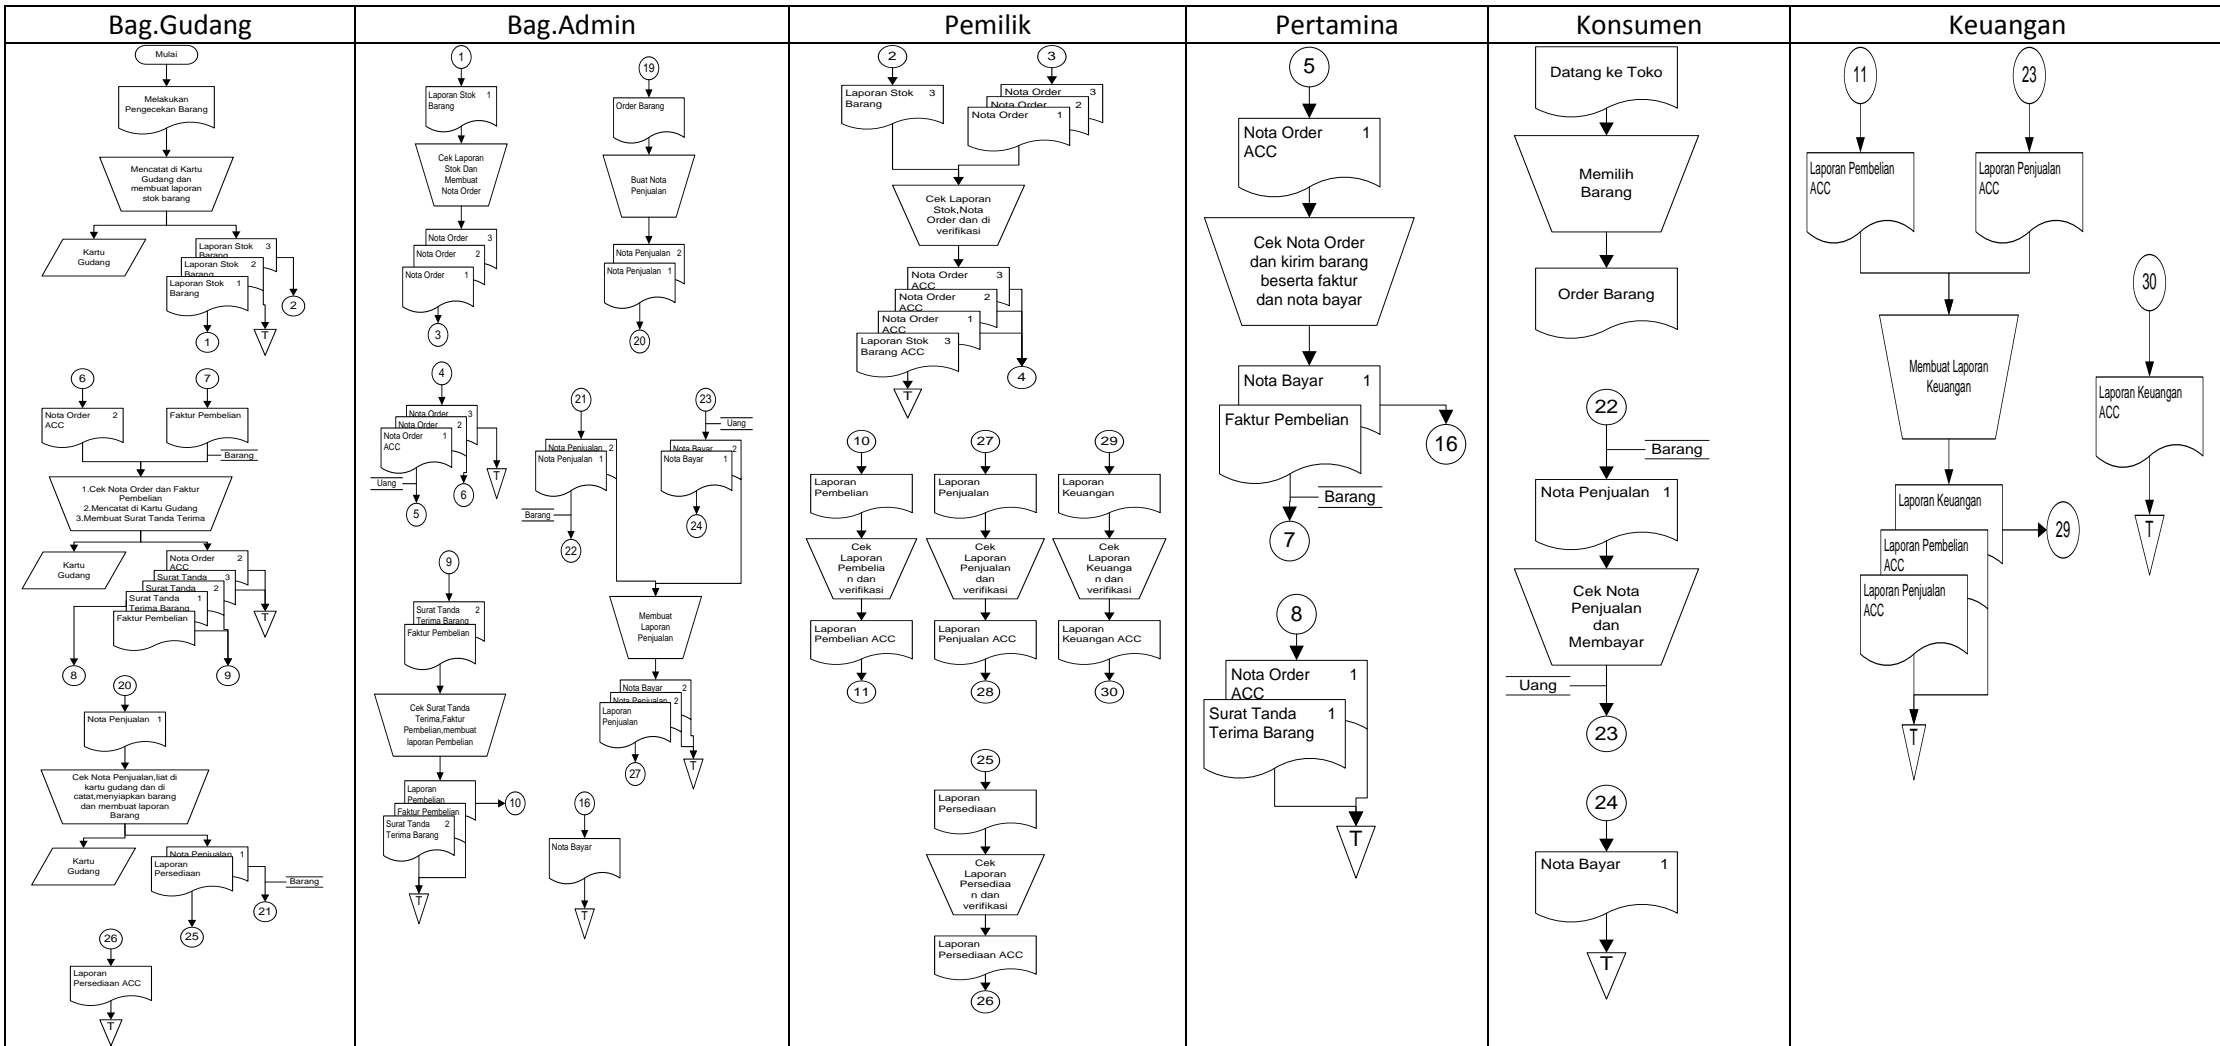 Bag.Gudang
Mulai
Melakukan
Pengecekan Barang
Mencatat di Kartu
Gudang dan
membuat laporan
stok barang
Kartu
Gudang
Laporan Stok 3
Barang
Laporan Stok 2
Barang
Laporan Stok 1
Barang
2
T
1
6
7
Nota Order 2
ACC
Faktur Pembelian
Barang
1.Cek Nota Order dan Faktur
Pembelian
2.Mencatat di Kartu Gudang
3.Membuat Surat Tanda Terima
Kartu
Gudang
Nota Order 2
ACC
Surat Tanda 3
Surat Tanda 2
Surat Tanda 1
Terima Barang
Faktur Pembelian
T
8
9
20
Nota Penjualan 1
Cek Nota Penjualan,liat di
kartu gudang dan di
catat,menyiapkan barang
dan membuat laporan
Barang
Kartu
Gudang
Nota Penjualan 1
Laporan
Persediaan
Barang
21
25
26
Laporan
Persediaan ACC
T
Bag.Admin
1
Laporan Stok 1
Barang
Cek Laporan
Stok Dan
Membuat
Nota Order
Nota Order 3
Nota Order 2
Nota Order 1
3
19
Order Barang
Buat Nota
Penjualan
Nota Penjualan 2
Nota Penjualan 1
20
4
Nota Order 3
Nota Order 2
Nota Order 1
ACC
Uang
T
6
5
21
Nota Penjualan 2
Nota Penjualan 1
Barang
22
23
Uang
Nota Bayar 2
Nota Bayar 1
24
9
Surat Tanda 2
Terima Barang
Faktur Pembelian
Cek Surat Tanda
Terima,Faktur
Pembelian,membuat
laporan Pembelian
Laporan
Pembelian
Faktur Pembelian
Surat Tanda 2
Terima Barang
10
T
Membuat
Laporan
Penjualan
Nota Bayar 2
Nota Penjualan 2
Laporan
Penjualan
27
T
16
Nota Bayar
T
Pemilik
2
3
Laporan Stok 3
Barang
Nota Order 3
Nota Order 2
Nota Order 1
Cek Laporan
Stok,Nota
Order dan di
verifikasi
Nota Order 3
ACC
Nota Order 2
ACC
Nota Order 1
ACC
Laporan Stok 3
Barang ACC
4
T
10
Laporan
Pembelian
Cek
Laporan
Pembelia
n dan
verifikasi
Laporan
Pembelian ACC
11
27
Laporan
Penjualan
Cek
Laporan
Penjualan
dan
verifikasi
Laporan
Penjualan ACC
28
29
Laporan
Keuangan
Cek
Laporan
Keuanga
n dan
verifikasi
Laporan
Keuangan ACC
30
25
Laporan
Persediaan
Cek
Laporan
Persediaa
n dan
verifikasi
Laporan
Persediaan ACC
26
Pertamina
5
Nota Order 1
ACC
Cek Nota Order
dan kirim barang
beserta faktur
dan nota bayar
Nota Bayar 1
Faktur Pembelian
16
Barang
7
8
Nota Order 1
ACC
Surat Tanda 1
Terima Barang
T
Konsumen
Datang ke Toko
Memilih
Barang
Order Barang
22
Barang
Nota Penjualan 1
Cek Nota
Penjualan
dan
Membayar
Uang
23
24
Nota Bayar 1
T
Keuangan
11
23
Laporan Pembelian
ACC
Laporan Penjualan
ACC
Membuat Laporan
Keuangan
Laporan Keuangan
Laporan Pembelian
ACC
Laporan Penjualan
ACC
29
T
30
Laporan Keuangan
ACC
T